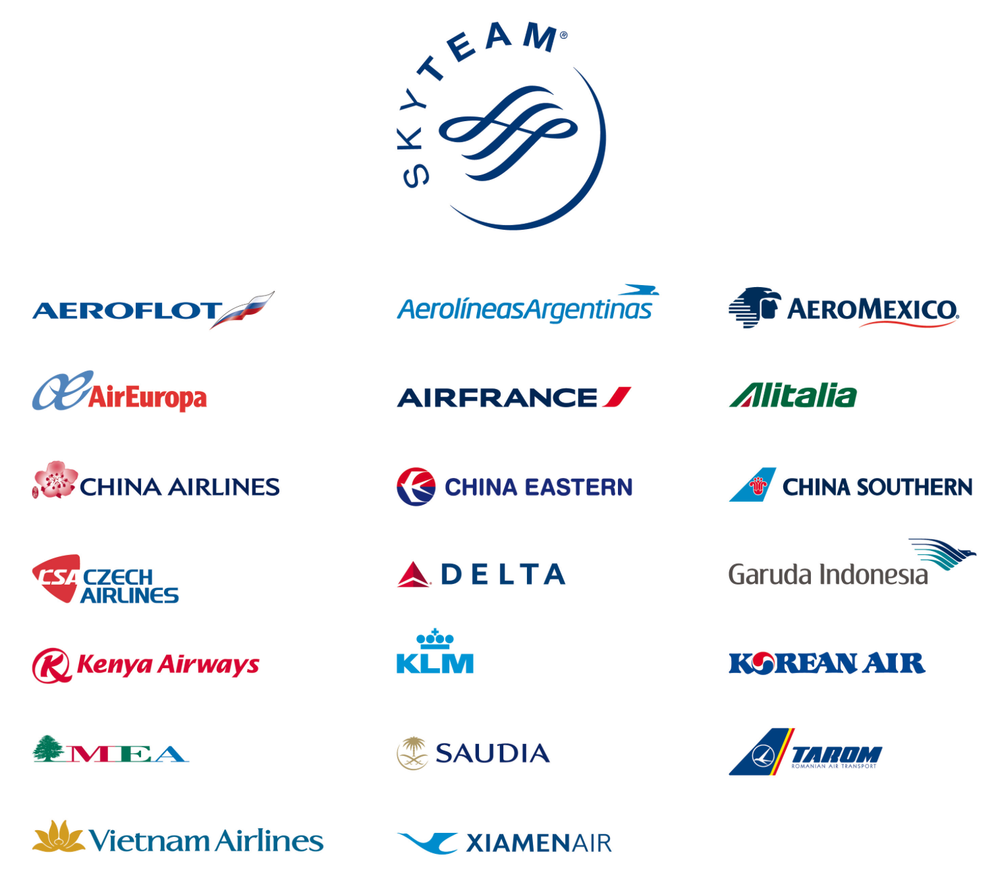 SKYTEAM®
AEROFLOT
AerolíneasArgentinas
AEROMEXICO®
AirEuropa
AIRFRANCE
Alitalia
CHINA AIRLINES
CHINA EASTERN
CHINA SOUTHERN
CSA CZECH
AIRLINES
DELTA
Garuda Indonesia
Kenya Airways
KLM
KOREAN AIR
MEA
SAUDIA
TAROM
ROMANIAN AIR TRANSPORT
Vietnam Airlines
XIAMENAIR